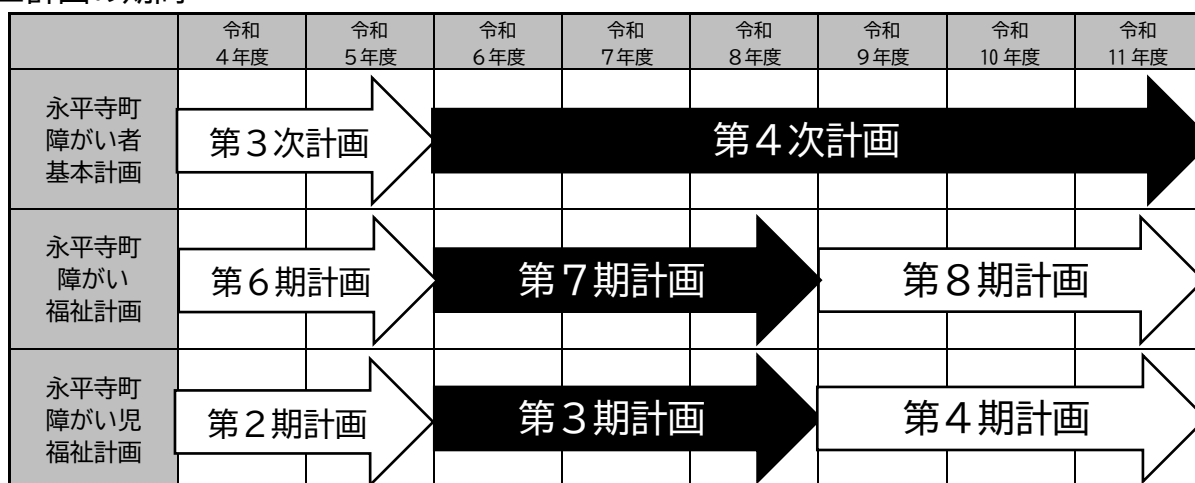 令和 令和 令和 令和 令和 令和 令和 令和
4年度 5年度 6年度 7年度 8年度 9年度 10年度 11年度
永平寺町
障がい者
基本計画
第3次計画 第4次計画
永平寺町
障がい
福祉計画
第6期計画 第7期計画 第8期計画
永平寺町
障がい児
福祉計画
第2期計画 第3期計画 第4期計画